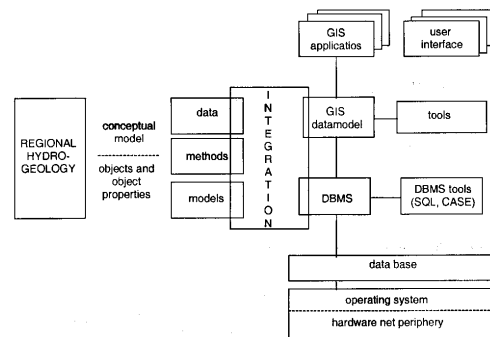 GIS
applicatios
user
interface
REGIONAL
HYDRO-
GEOLOGY
conceptual
model
objects and
object
properties
data
methods
models
INTEGRATION
GIS
datamodel
tools
DBMS
DBMS tools
(SQL, CASE)
data base
operating system
hardware net periphery